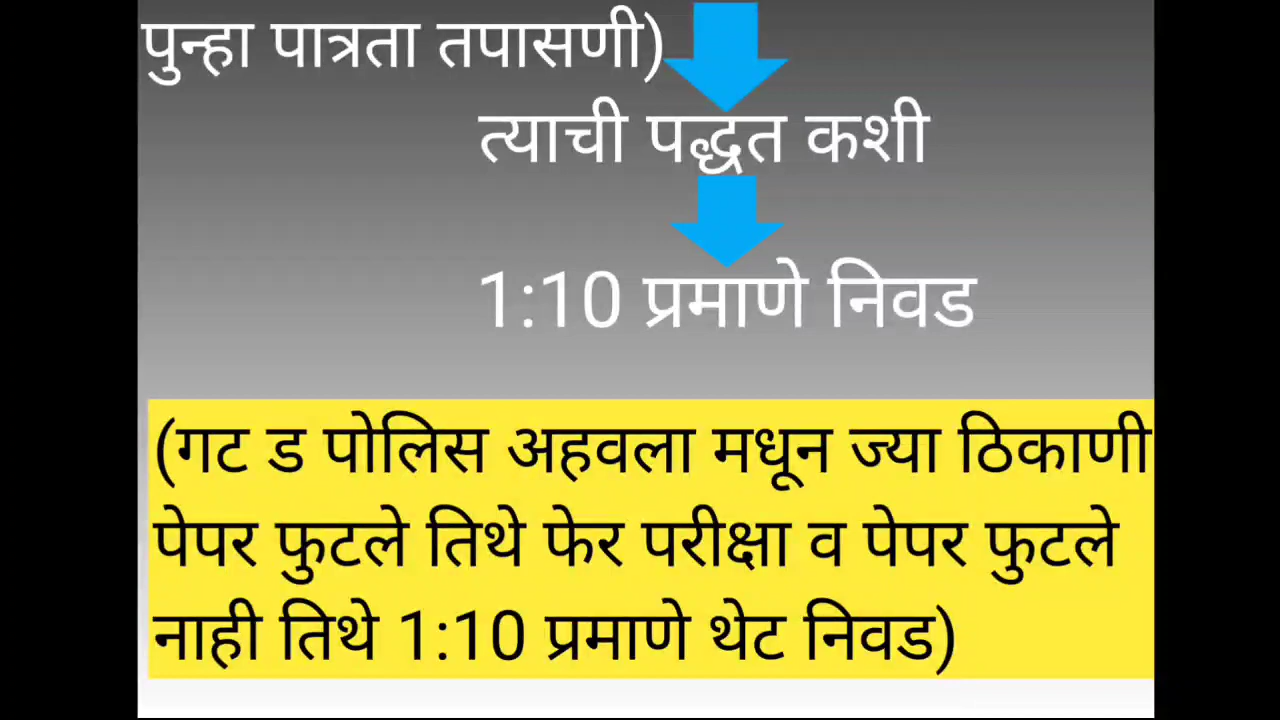 पुन्हा पात्रता तपासणी)
त्याची पद्धत कशी
1:10 प्रमाणे निवड
(गट ड पोलिस अहवला मधून ज्या ठिकाणी
पेपर फुटले तिथे फेर परीक्षा व पेपर फुटले
नाही तिथे 1:10 प्रमाणे थेट निवड)